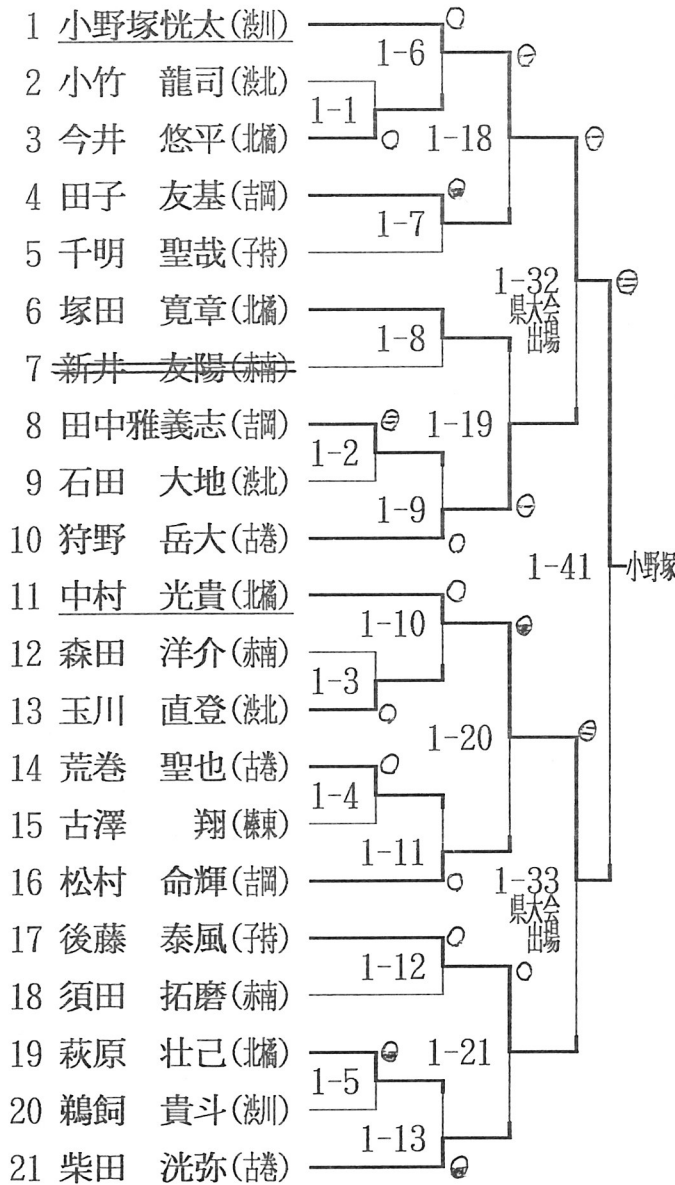 1 小野塚恍太(渋川)
1-6
2 小竹 龍司(渋北)
1-1
3 今井 悠平(北橘)
1-18
4 田子 友基(吉岡)
1-7
5 千明 聖哉(子持)
1-32
県大会
出場
6 塚田 寛章(北橘)
1-8
7 新井 友陽(赤南)
8 田中雅義志(吉岡)
1-19
1-2
9 石田 大地(渋北)
1-9
10 狩野 岳大(古巻)
1-41
小野塚
11 中村 光貴(北橘)
1-10
12 森田 洋介(赤南)
1-3
13 玉川 直登(渋北)
1-20
14 荒巻 聖也(古巻)
1-4
15 古澤 翔(榛東)
1-11
16 松村 命輝(吉岡)
1-33
県大会
出場
17 後藤 泰風(子持)
1-12
18 須田 拓磨(赤南)
19 萩原 壮己(北橘)
1-21
1-5
20 鵜飼 貴斗(渋川)
1-13
21 柴田 洸弥(古巻)